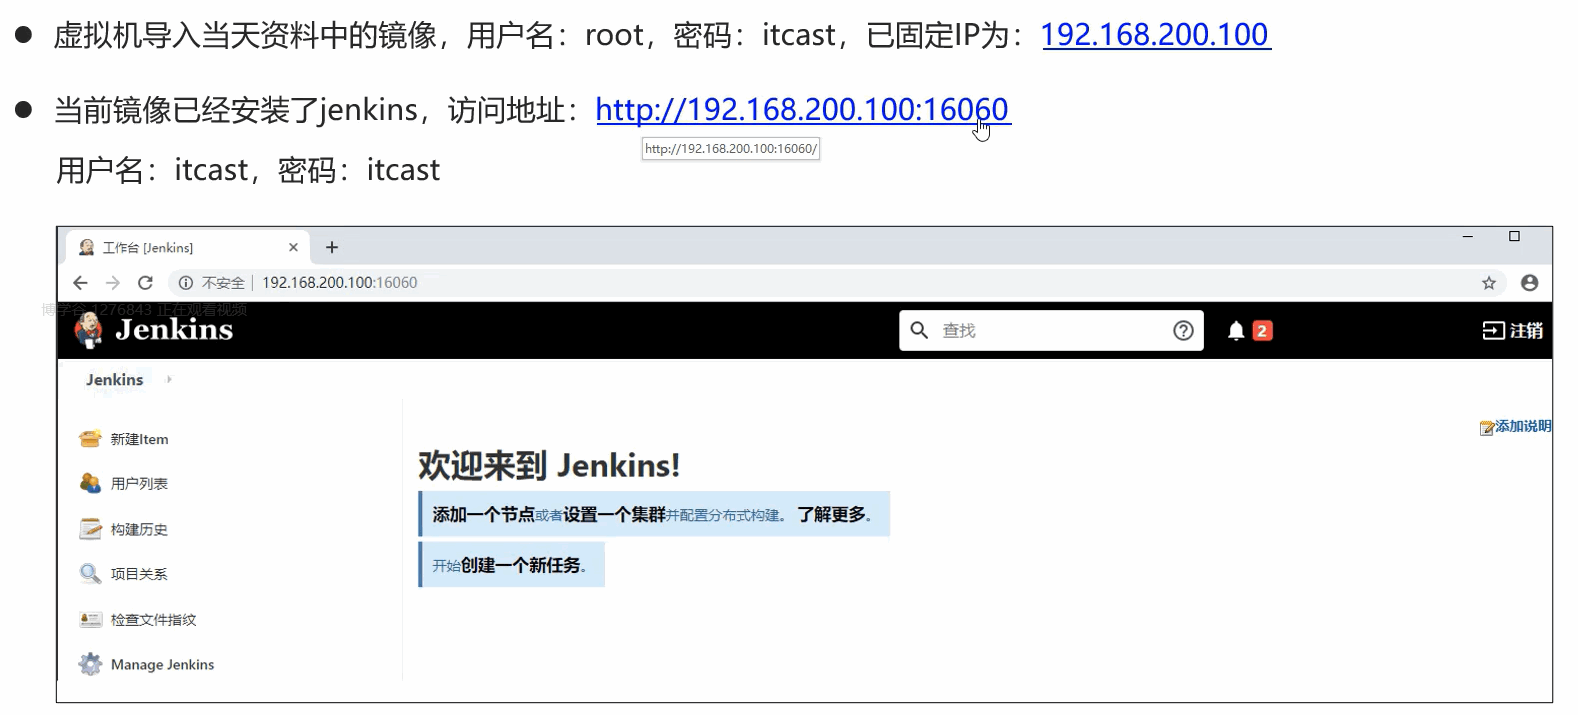 虚拟机导入当天资料中的镜像，用户名：root，密码：itcast，已固定IP为：192.168.200.100
当前镜像已经安装了jenkins，访问地址：http://192.168.200.100:16060
http://192.168.200.100:16060/
用户名：itcast，密码：itcast
工作台 [Jenkins]
不安全 | 192.168.200.100:16060
博学谷 1276843 正在观看视频
Jenkins
查找
2
注销
Jenkins
添加说明
新建Item
用户列表
构建历史
项目关系
检查文件指纹
Manage Jenkins
欢迎来到 Jenkins!
添加一个节点或者设置一个集群并配置分布式构建。 了解更多。
开始创建一个新任务。